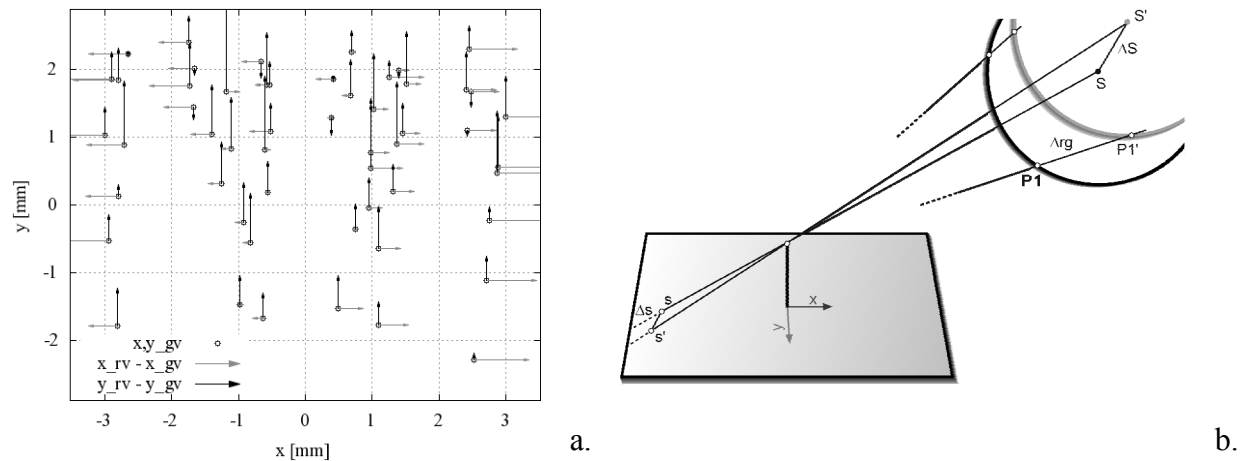 2
1
0
-1
-2
y [mm]
x,y_gv
x_rv - x_gv
y_rv - y_gv
-3 -2 -1 0 1 2 3
x [mm]
a.
S'
ΔS
S
Δrg
P1'
P1
s
Δs
s'
x
y
b.